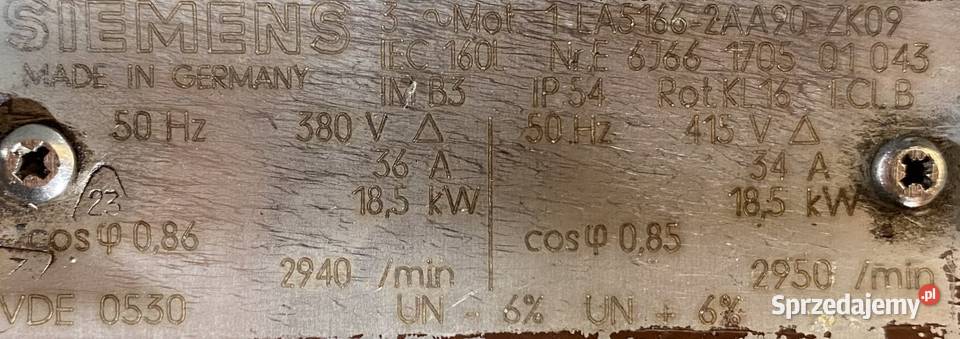 SIEMENS 3 ~Mot. 1LA5166-2AA90-ZK09
IEC 160L Nr.E 6J66 1705 01 043
MADE IN GERMANY
IM B3 IP 54 Rot.KL 16 I.CL B
50 Hz 380 V Δ 50 Hz 415 V Δ
36 A 34 A
23 18,5 kW 18,5 kW
cosφ 0,86 cosφ 0,85
2940 /min 2950 /min
VDE 0530 UN - 6% UN + 6%
Sprzedajemy.pl